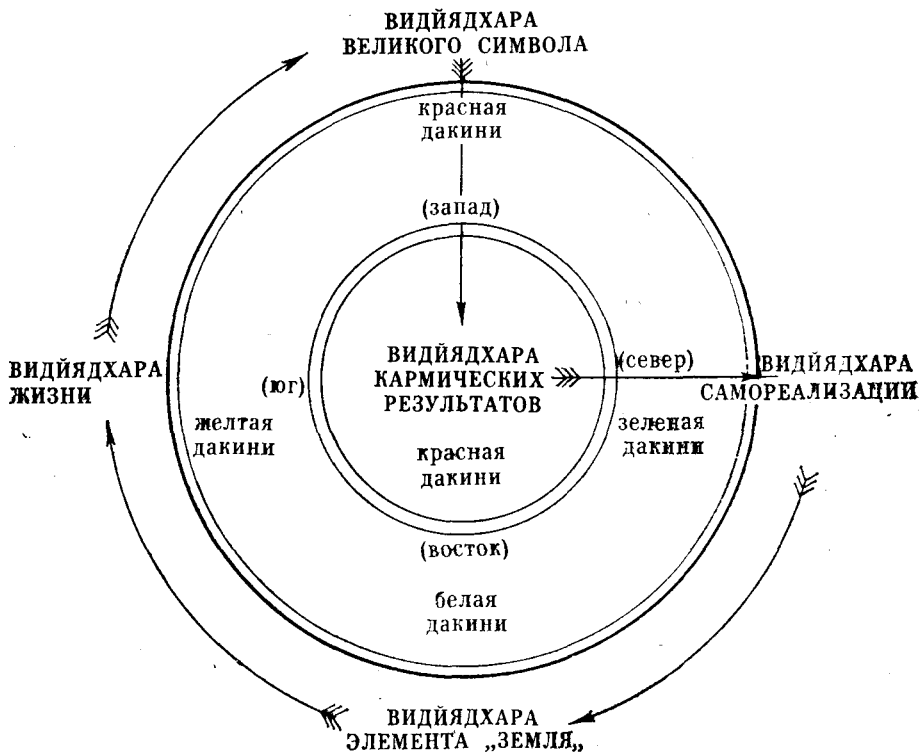 ВИДЙЯДХАРА
ВЕЛИКОГО СИМВОЛА
красная
дакини
(запад)
ВИДЙЯДХАРА
ЖИЗНИ
(юг)
желтая
дакини
ВИДЙЯДХАРА
КАРМИЧЕСКИХ
РЕЗУЛЬТАТОВ
красная
дакини
(север)
зеленая
дакини
ВИДЙЯДХАРА
САМОРЕАЛИЗАЦИИ
(восток)
белая
дакини
ВИДЙЯДХАРА
ЭЛЕМЕНТА „ЗЕМЛЯ„